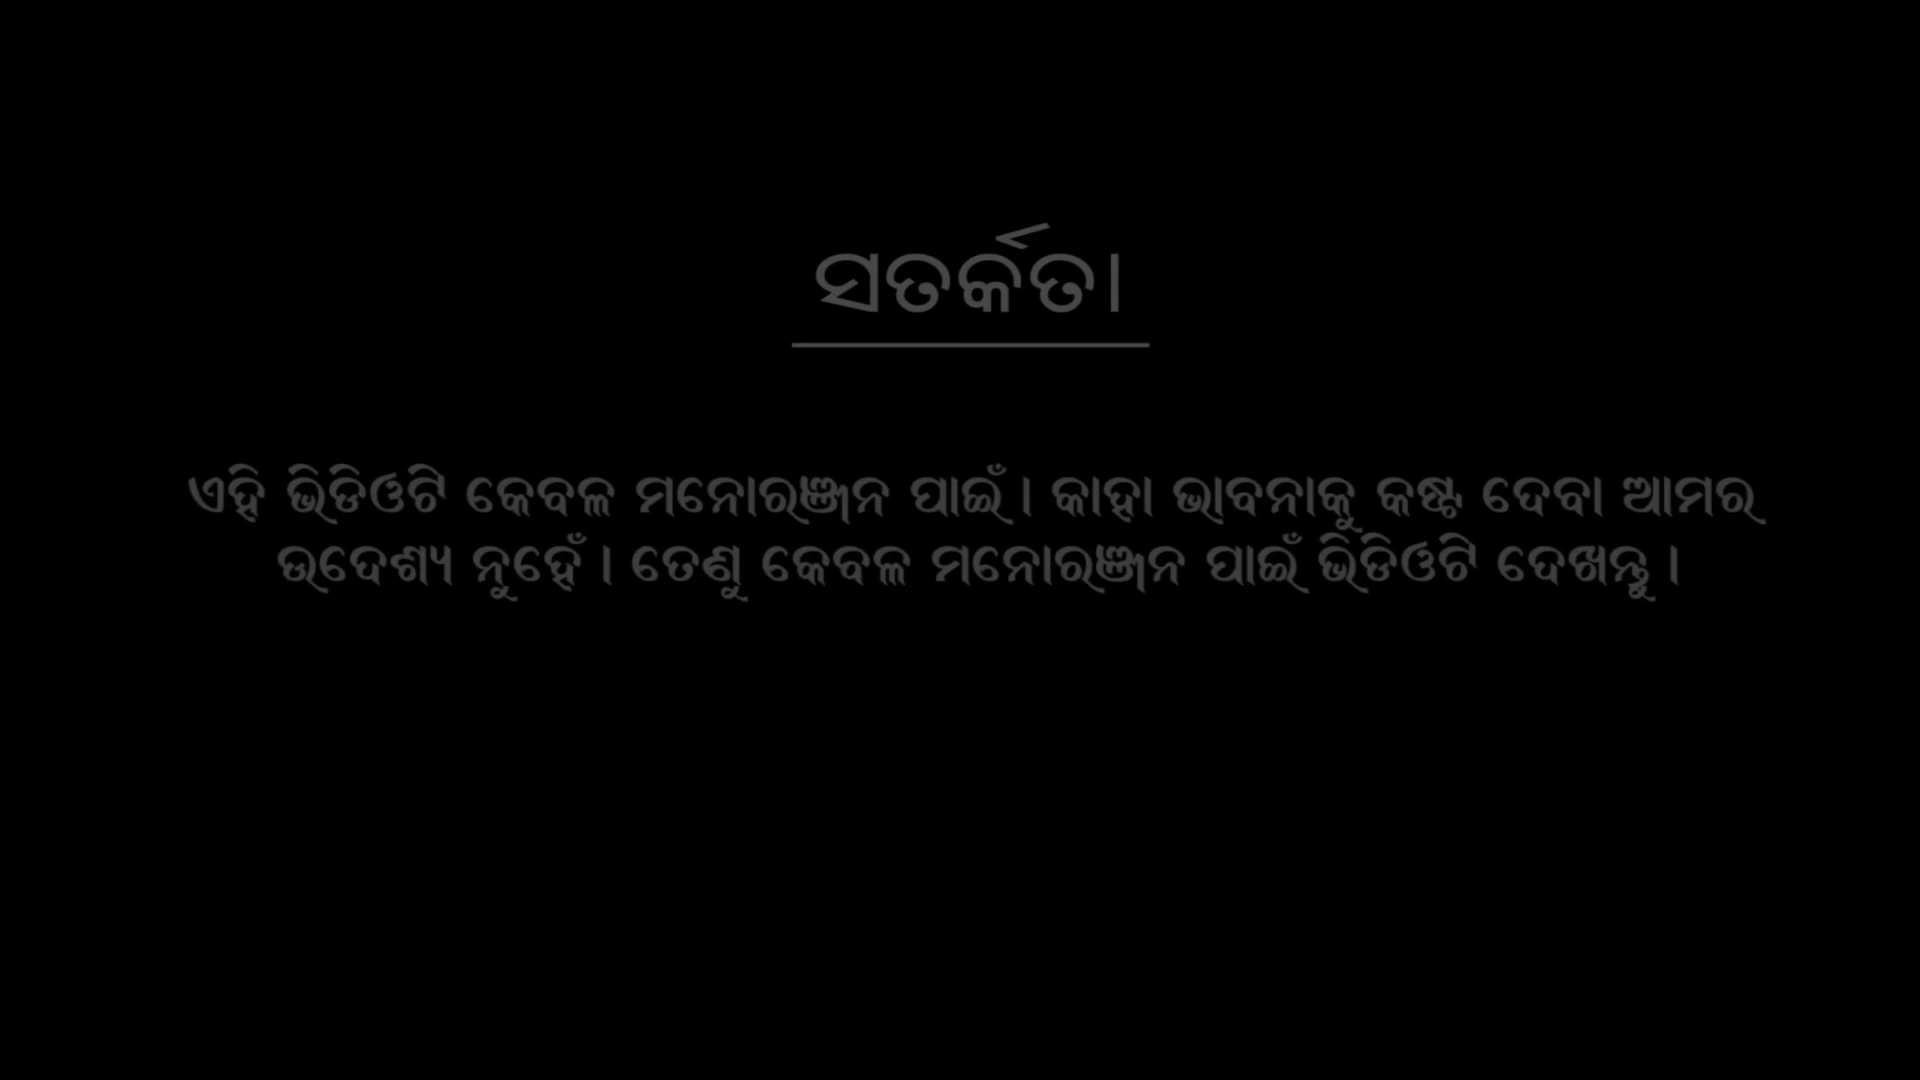 ସତର୍କତା
ଏହି ଭିଡିଓଟି କେବଳ ମନୋରଞ୍ଜନ ପାଇଁ । କାହା ଭାବନାକୁ କଷ୍ଟ ଦେବା ଆମର
ଉଦେଶ୍ୟ ନୁହେଁ । ତେଣୁ କେବଳ ମନୋରଞ୍ଜନ ପାଇଁ ଭିଡିଓଟି ଦେଖନ୍ତୁ ।